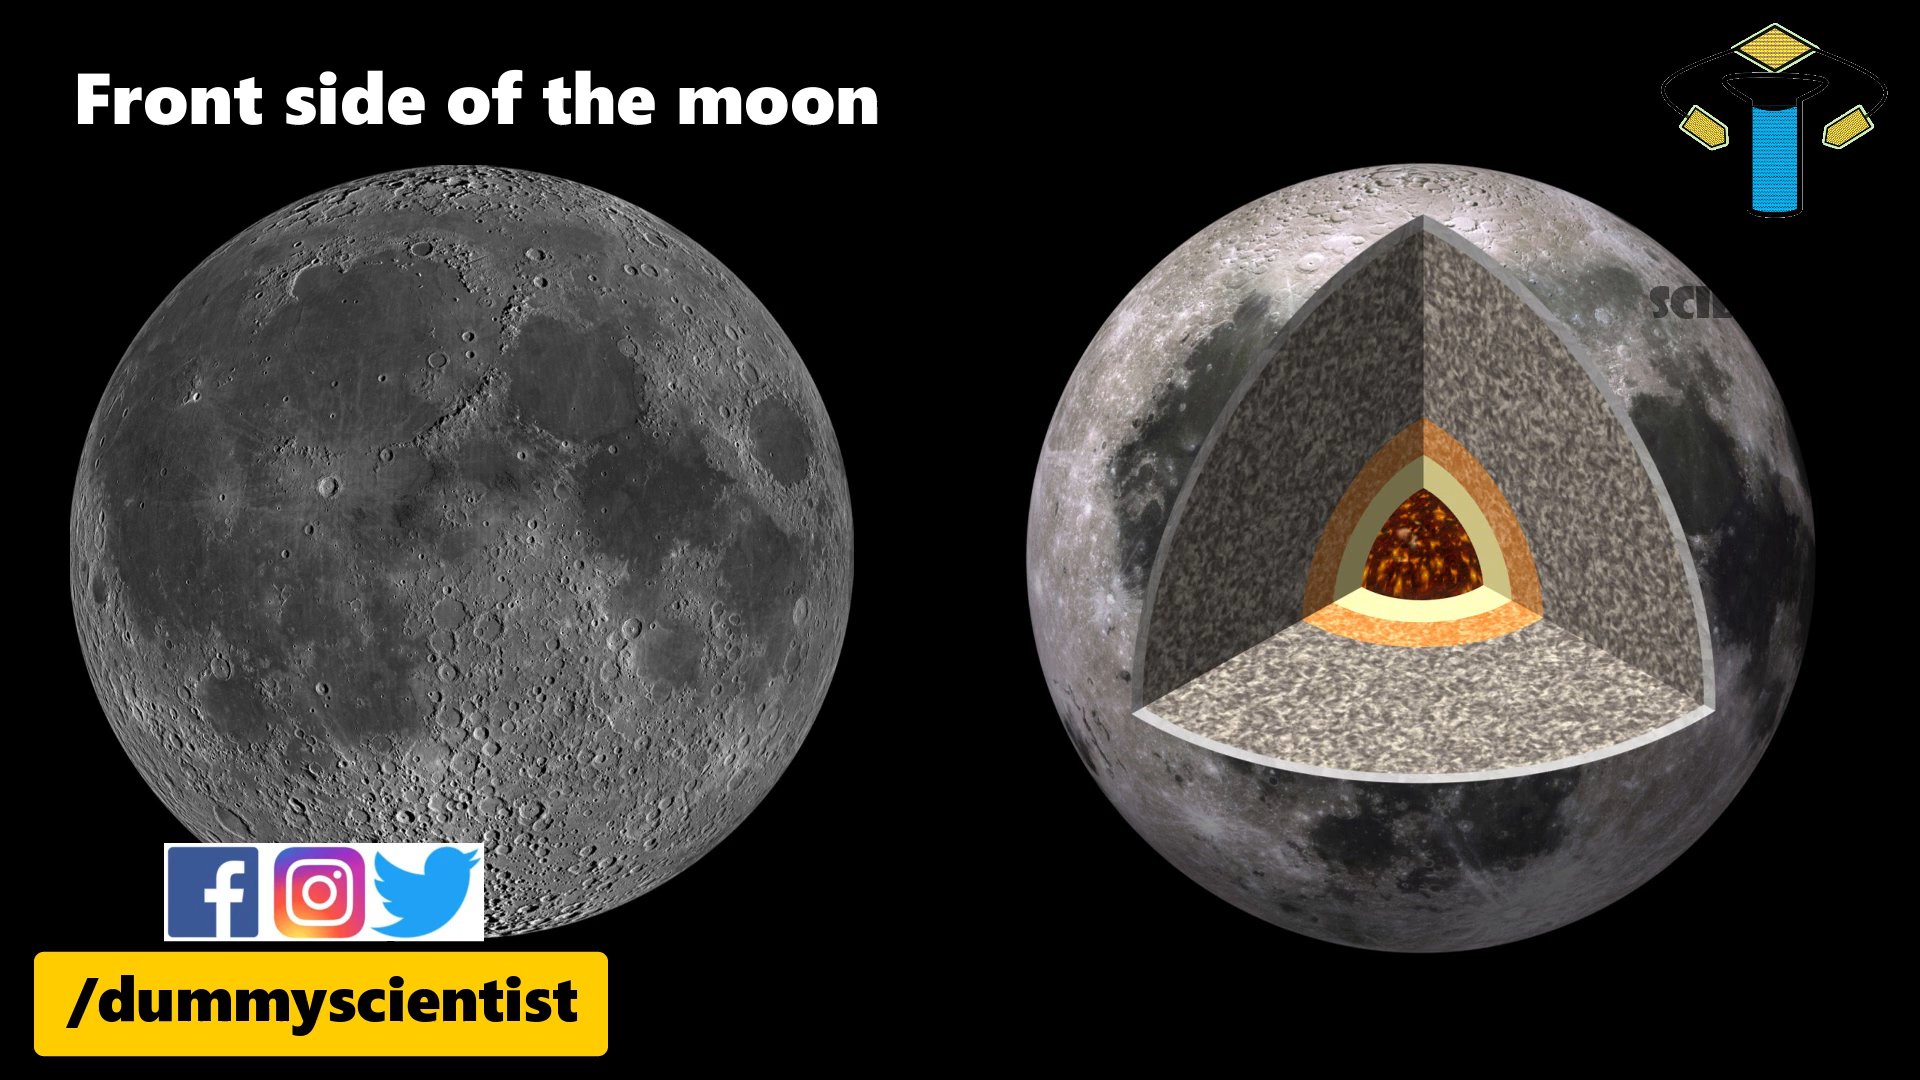 Front side of the moon
/dummyscientist